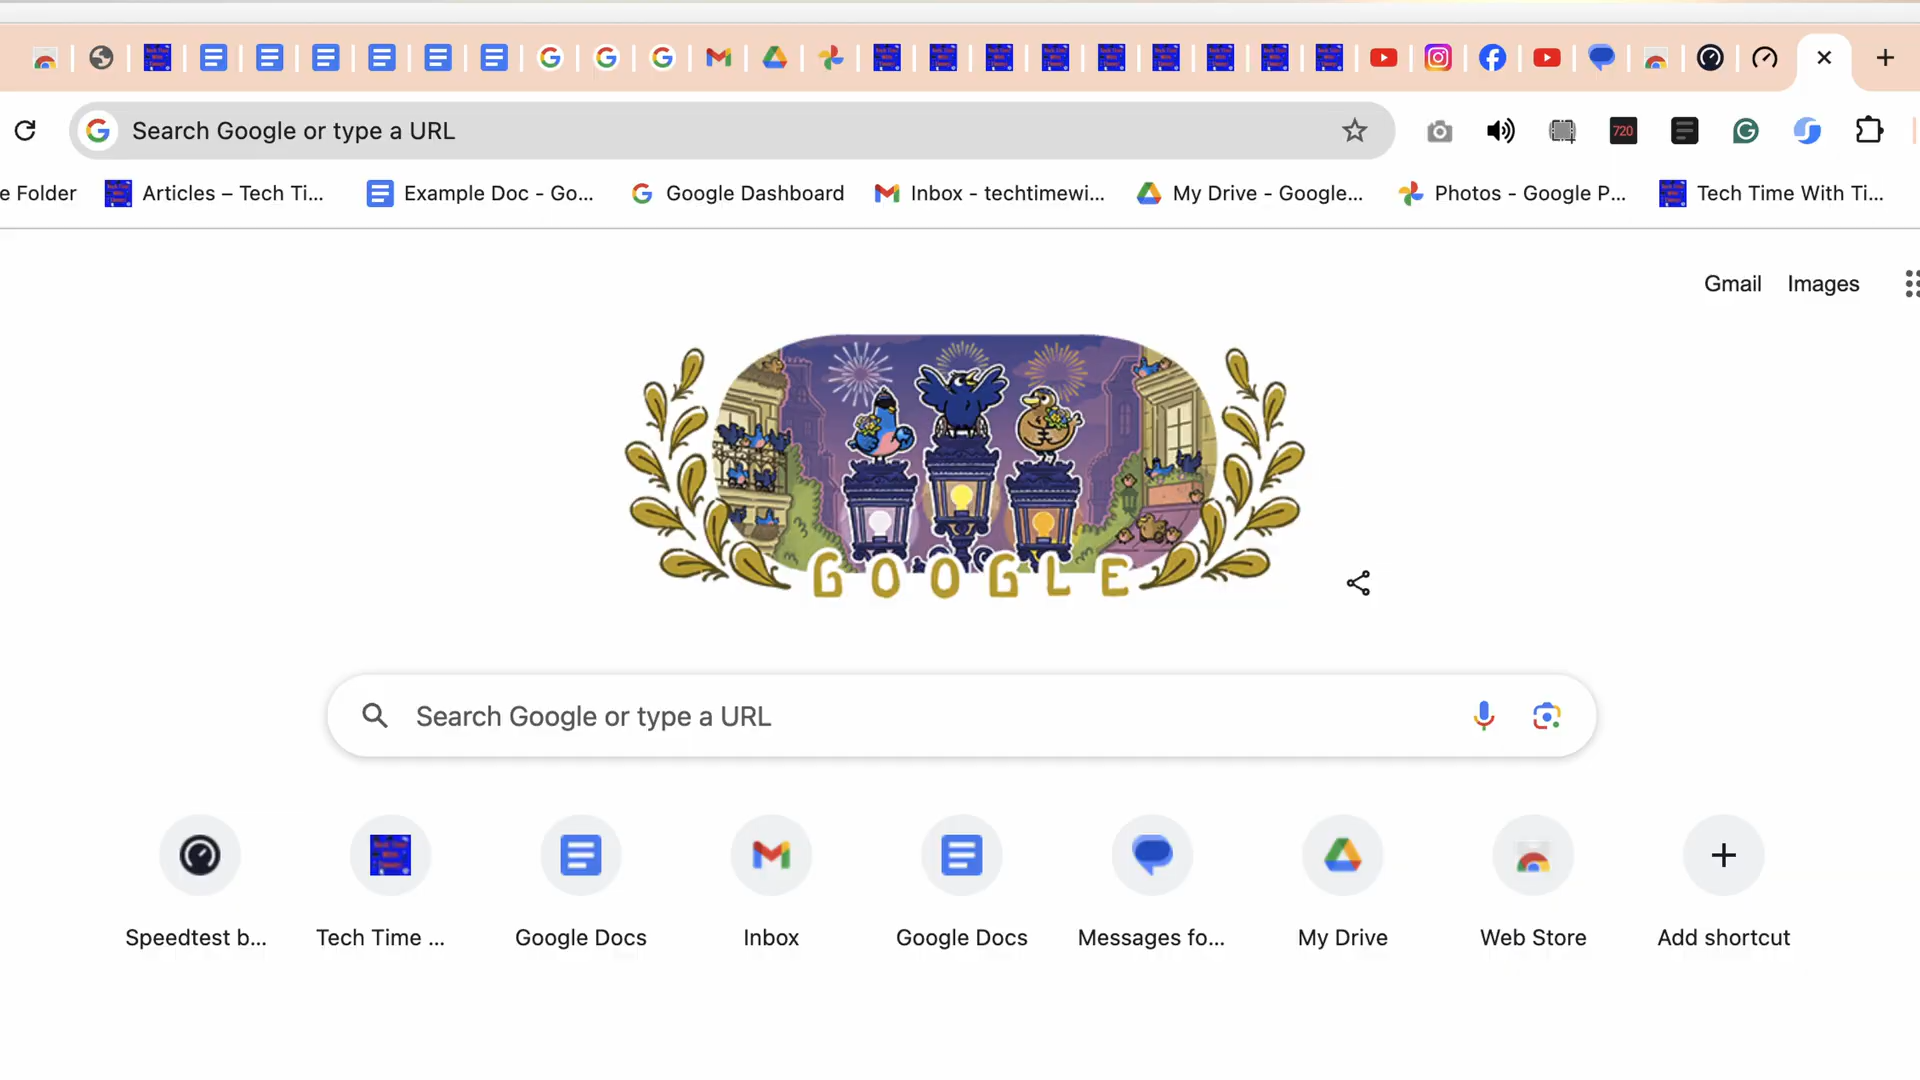 Search Google or type a URL
720
e Folder
Articles – Tech Ti...
Example Doc - Go...
Google Dashboard
Inbox - techtimewi...
My Drive - Google...
Photos - Google P...
Tech Time With Ti...
Gmail
Images
GOOGLE
Search Google or type a URL
Speedtest b...
Tech Time ...
Google Docs
Inbox
Google Docs
Messages fo...
My Drive
Web Store
Add shortcut